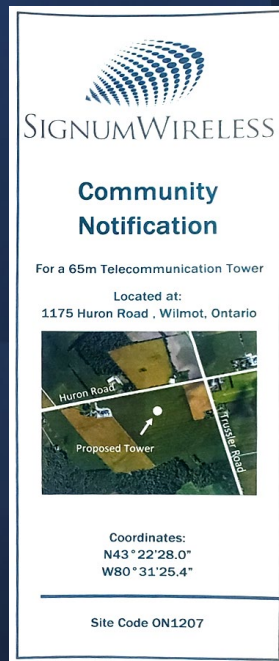 SIGNUMWIRELESS
Community
Notification
For a 65m Telecommunication Tower
Located at:
1175 Huron Road , Wilmot, Ontario
Huron Road
Trussler Road
Proposed Tower
Coordinates:
N43°22'28.0"
W80°31'25.4"
Site Code ON1207